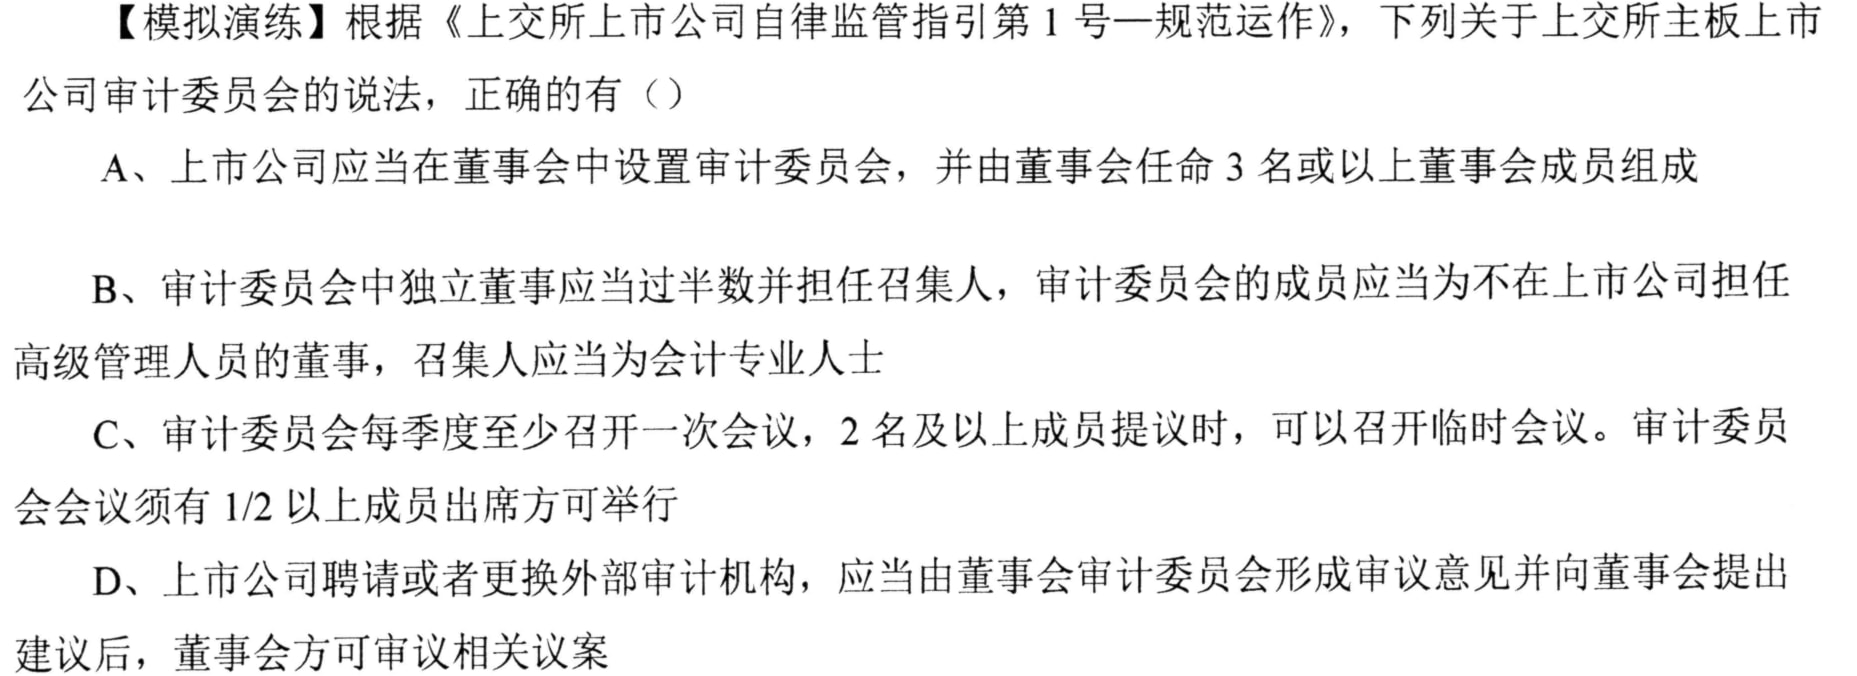 【模拟演练】根据《上交所上市公司自律监管指引第 1 号—规范运作》，下列关于上交所主板上市
公司审计委员会的说法，正确的有（）
A、上市公司应当在董事会中设置审计委员会，并由董事会任命 3 名或以上董事会成员组成
B、审计委员会中独立董事应当过半数并担任召集人，审计委员会的成员应当为不在上市公司担任
高级管理人员的董事，召集人应当为会计专业人士
C、审计委员会每季度至少召开一次会议，2 名及以上成员提议时，可以召开临时会议。审计委员
会会议须有 1/2 以上成员出席方可举行
D、上市公司聘请或者更换外部审计机构，应当由董事会审计委员会形成审议意见并向董事会提出
建议后，董事会方可审议相关议案